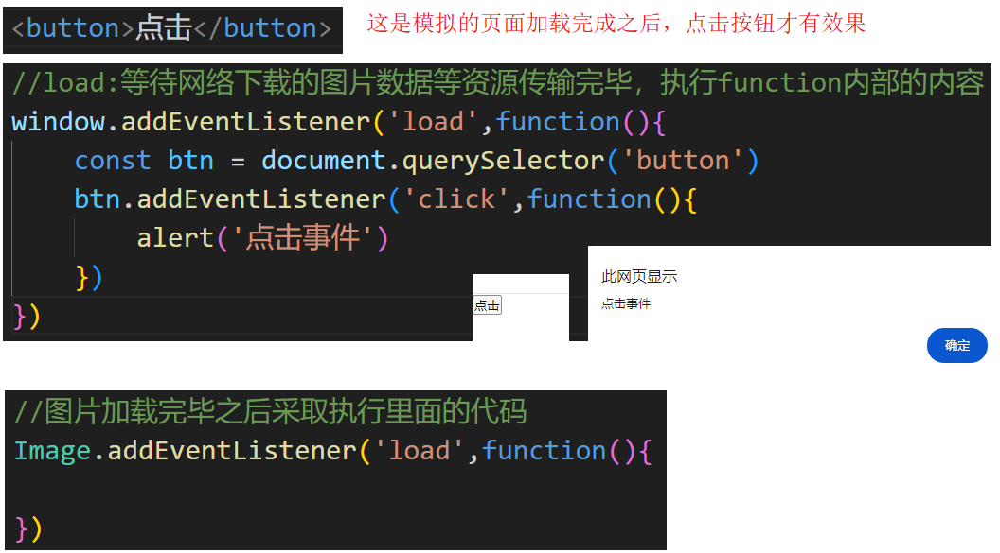 <button>点击</button>
这是模拟的页面加载完成之后，点击按钮才有效果
//load:等待网络下载的图片数据等资源传输完毕，执行function内部的内容
window.addEventListener('load',function(){
    const btn = document.querySelector('button')
    btn.addEventListener('click',function(){
        alert('点击事件')
    })
})
点击
此网页显示
点击事件
确定
//图片加载完毕之后采取执行里面的代码
Image.addEventListener('load',function(){
})